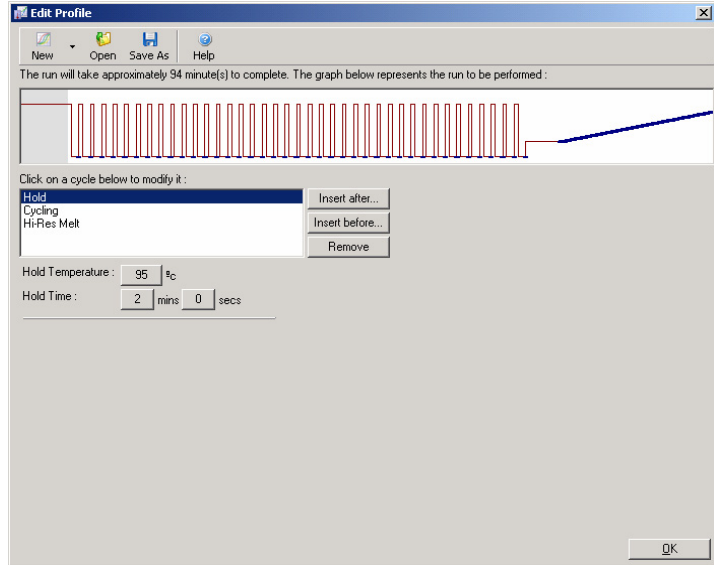 Edit Profile
New Open Save As Help
The run will take approximately 94 minute(s) to complete. The graph below represents the run to be performed :
Click on a cycle below to modify it :
Hold
Cycling
Hi-Res Melt
Insert after...
Insert before...
Remove
Hold Temperature : 95 ºc
Hold Time : 2 mins 0 secs
OK